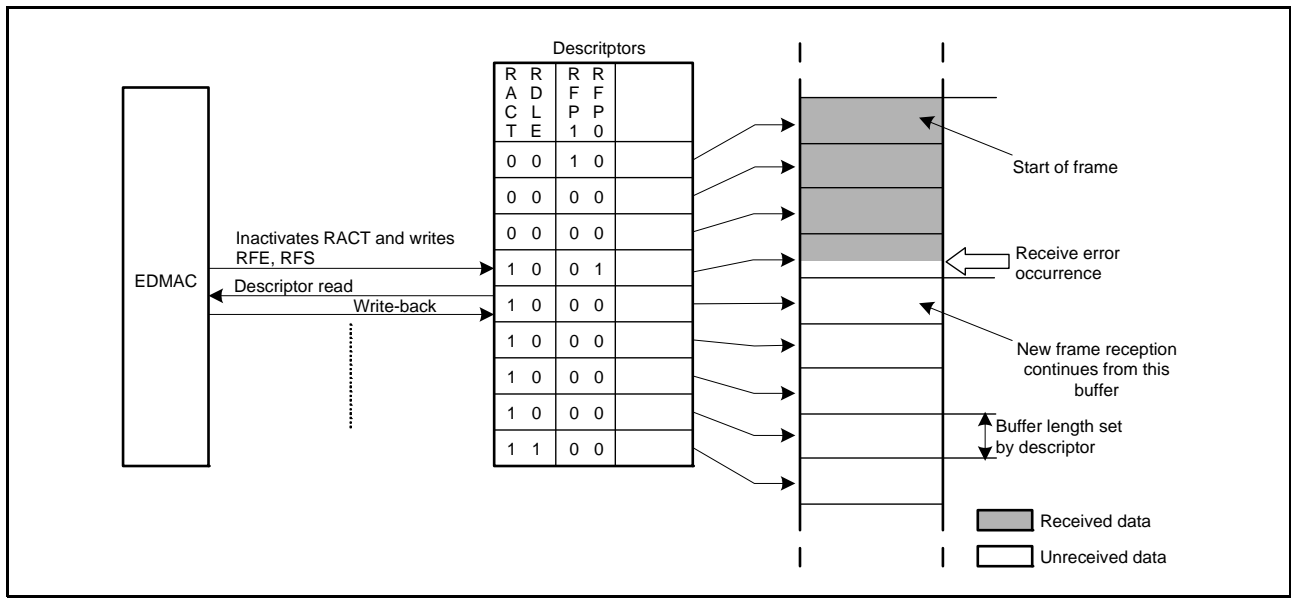 Descritptors
R R R R
A D F F
C L P P
T E 1 0
0 0 1 0
0 0 0 0
0 0 0 0
1 0 0 1
1 0 0 0
1 0 0 0
1 0 0 0
1 0 0 0
1 1 0 0
EDMAC
Inactivates RACT and writes
RFE, RFS
Descriptor read
Write-back
Start of frame
Receive error
occurrence
New frame reception
continues from this
buffer
Buffer length set
by descriptor
Received data
Unreceived data